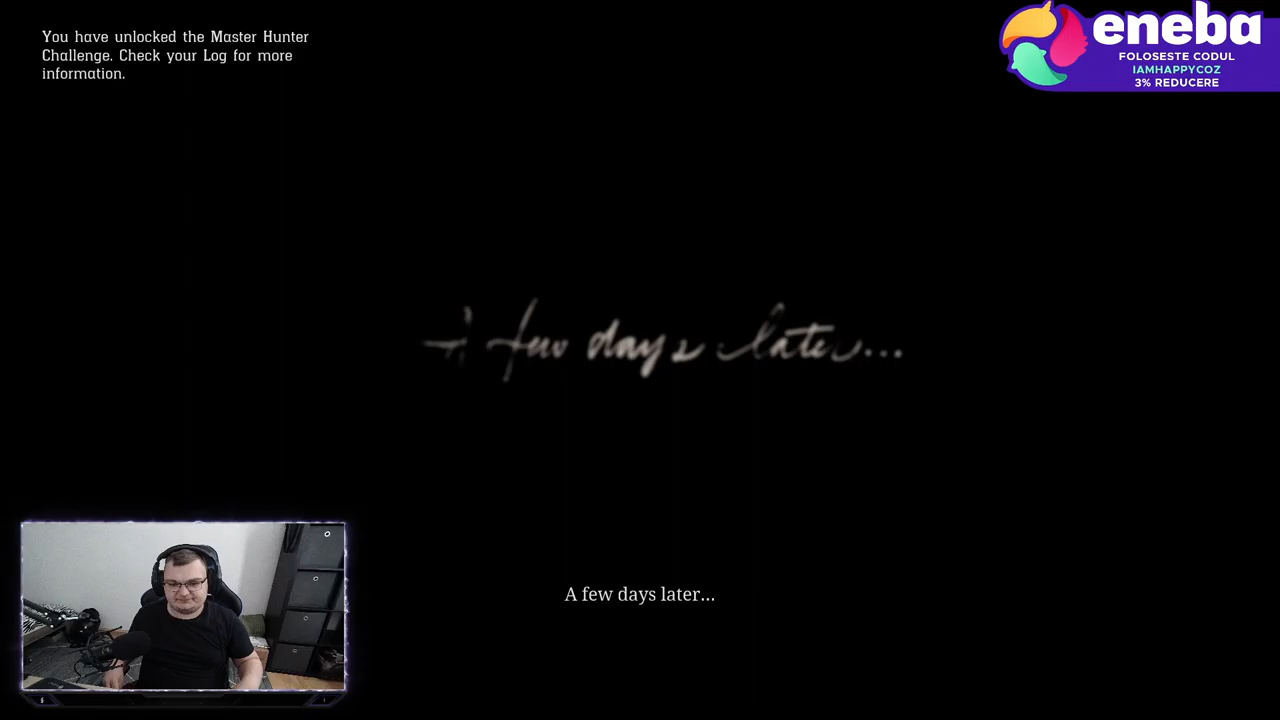 You have unlocked the Master Hunter
Challenge. Check your Log for more
information.
eneba
FOLOSESTE CODUL
IAMHAPPYCOZ
3% REDUCERE
A few days later...
A few days later...